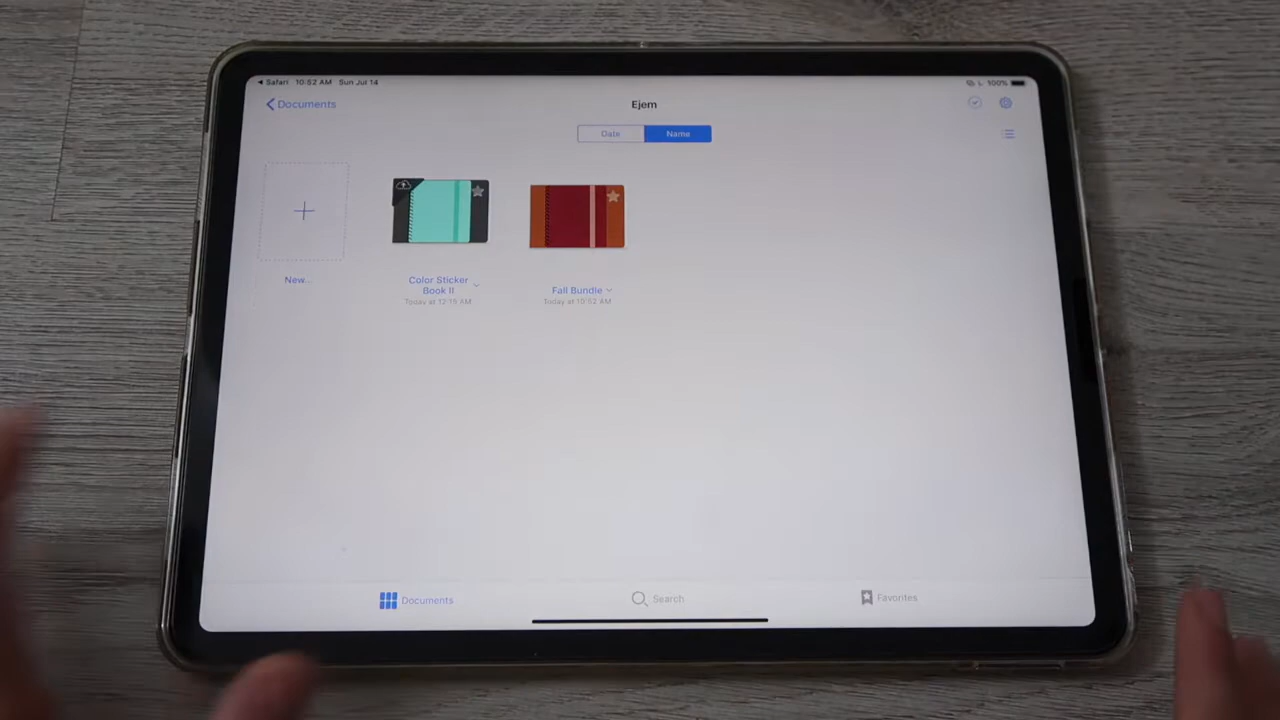 Safari 10:52 AM Sun Jul 14
100%
Documents
Ejem
Date
Name
New...
Color Sticker
Book II
Today at 12:19 AM
Fall Bundle
Today at 10:52 AM
Documents
Search
Favorites